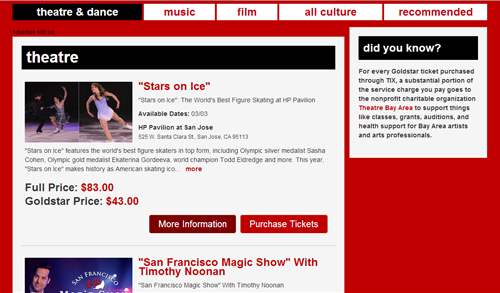 theatre & dance
music
film
all culture
recommended
theatre
"Stars on Ice"
"Stars on Ice": The World's Best Figure Skating at HP Pavilion
Available Dates: 03/03
HP Pavilion at San Jose
525 W. Santa Clara St., San Jose, CA 95113
"Stars on Ice" features the world's best figure skaters in top form, including Olympic silver medalist Sasha
Cohen, Olympic gold medalist Ekaterina Gordeeva, world champion Todd Eldredge and more. This year,
"Stars on Ice" makes history as American skating ico... more
Full Price: $83.00
Goldstar Price: $43.00
More Information
Purchase Tickets
SAN FRANCISCO
"San Francisco Magic Show" With
Timothy Noonan
"San Francisco Magic Show" With Timothy Noonan
did you know?
For every Goldstar ticket purchased
through TIX, a substantial portion of
the service charge you pay goes to
the nonprofit charitable organization
Theatre Bay Area to support things
like classes, grants, auditions, and
health support for Bay Area artists
and arts professionals.